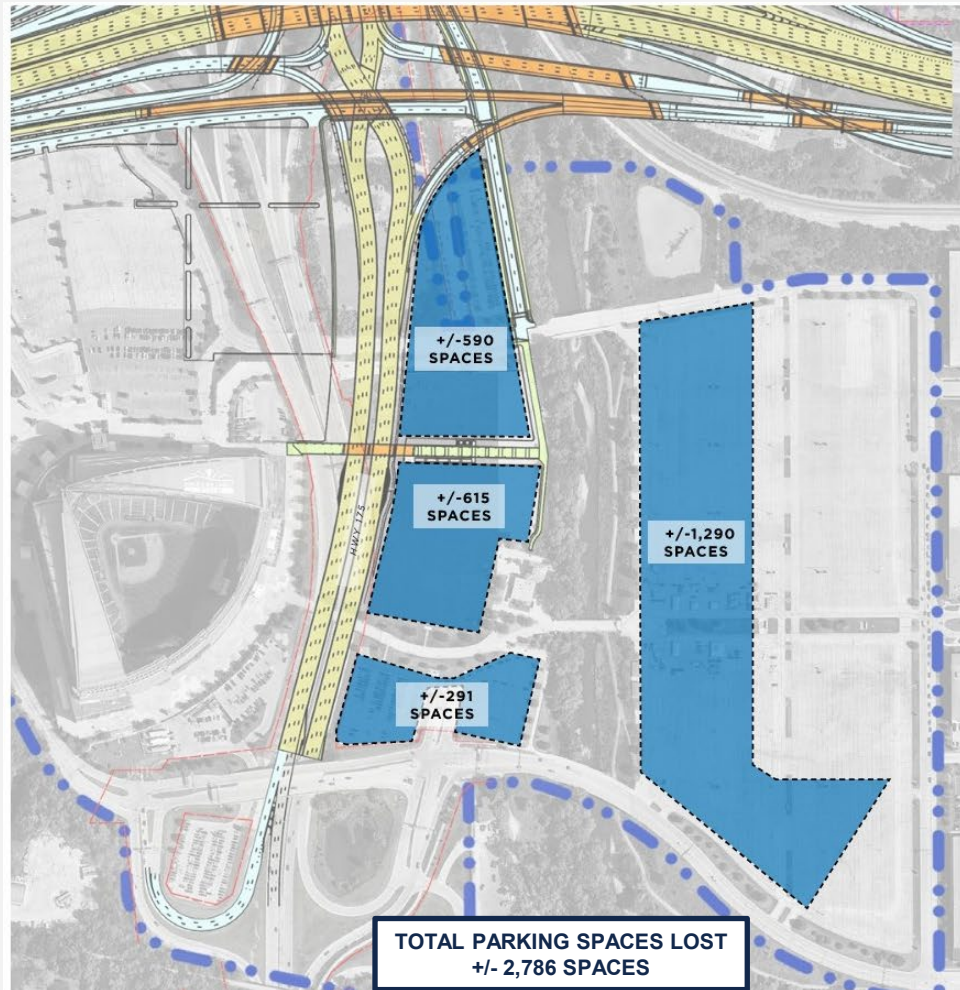 +/-590
SPACES
+/-615
SPACES
HWY 175
+/-1,290
SPACES
+/-291
SPACES
TOTAL PARKING SPACES LOST
+/- 2,786 SPACES